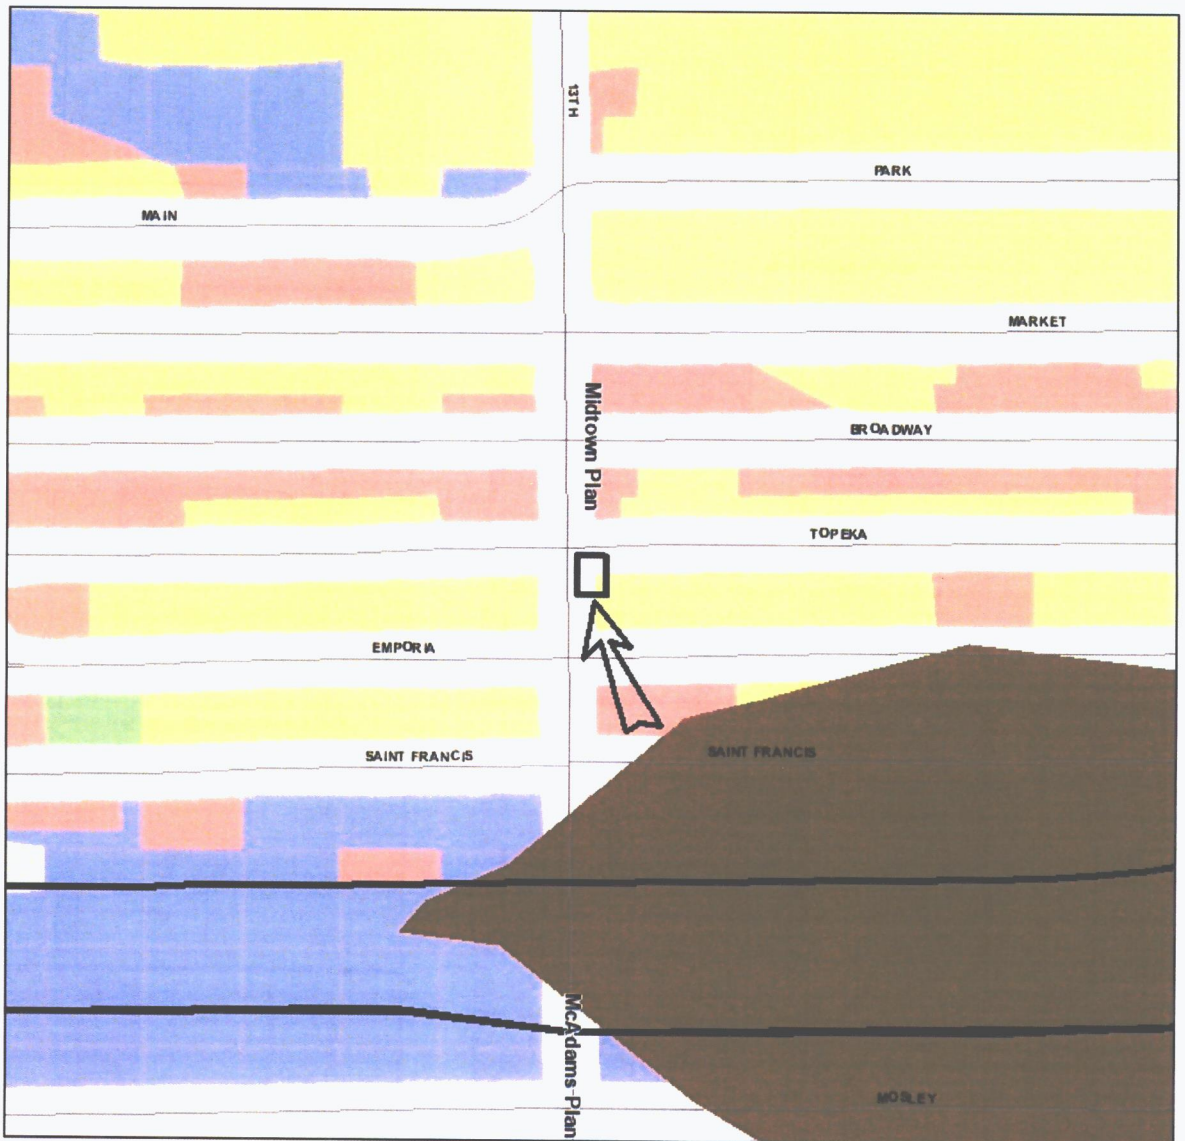 13TH
PARK
MAIN
MARKET
Midtown Plan
BROADWAY
TOPEKA
EMPORIA
SAINT FRANCIS
SAINT FRANCIS
McAdams Plan
MOSLEY